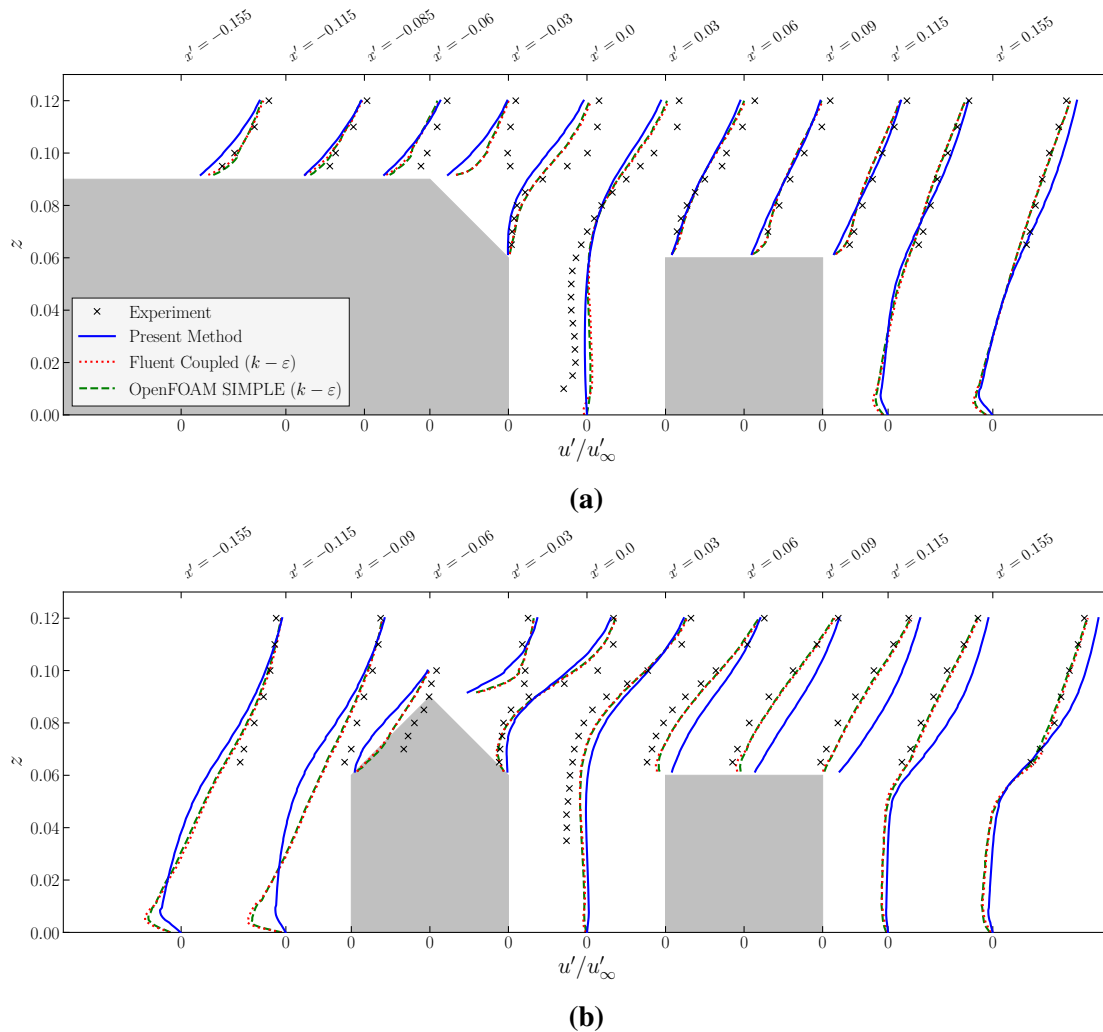 x′ = −0.155 x′ = −0.115 x′ = −0.085 x′ = −0.06 x′ = −0.03 x′ = 0.0 x′ = 0.03 x′ = 0.06 x′ = 0.09 x′ = 0.115 x′ = 0.155
0.12
0.10
0.08
z
0.06
0.04
0.02
0.00
Experiment
Present Method
Fluent Coupled (k − ε)
OpenFOAM SIMPLE (k − ε)
0 0 0 0 0 0 0 0 0 0 0
u′/u′∞
(a)
x′ = −0.155 x′ = −0.115 x′ = −0.09 x′ = −0.06 x′ = −0.03 x′ = 0.0 x′ = 0.03 x′ = 0.06 x′ = 0.09 x′ = 0.115 x′ = 0.155
0.12
0.10
0.08
z
0.06
0.04
0.02
0.00
0 0 0 0 0 0 0 0 0 0 0
u′/u′∞
(b)